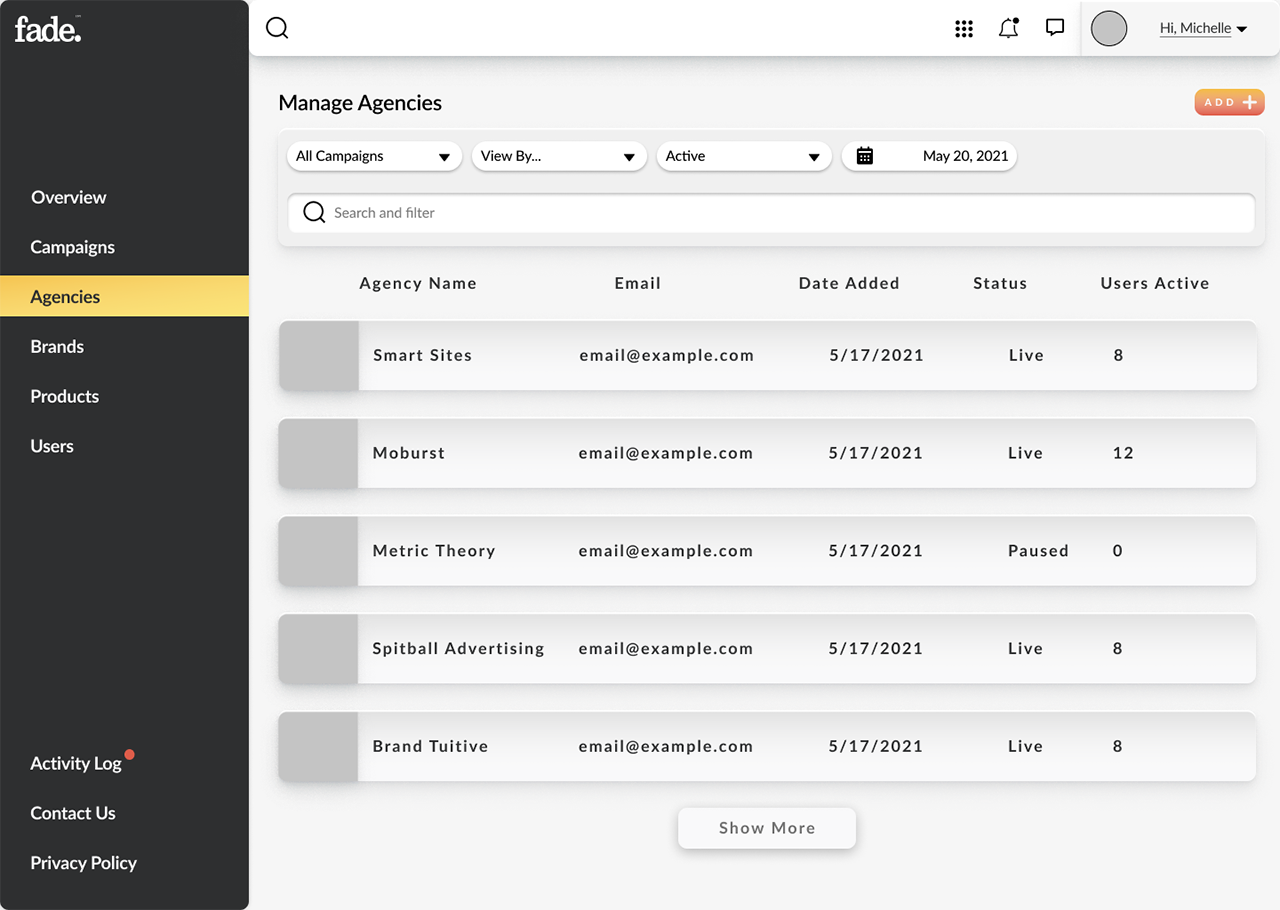 fade.
Hi, Michelle
Manage Agencies
ADD
All Campaigns
View By...
Active
May 20, 2021
Search and filter
Overview
Campaigns
Agencies
Brands
Products
Users
Activity Log
Contact Us
Privacy Policy
Agency Name Email Date Added Status Users Active
Smart Sites email@example.com 5/17/2021 Live 8
Moburst email@example.com 5/17/2021 Live 12
Metric Theory email@example.com 5/17/2021 Paused 0
Spitball Advertising email@example.com 5/17/2021 Live 8
Brand Tuitive email@example.com 5/17/2021 Live 8
Show More